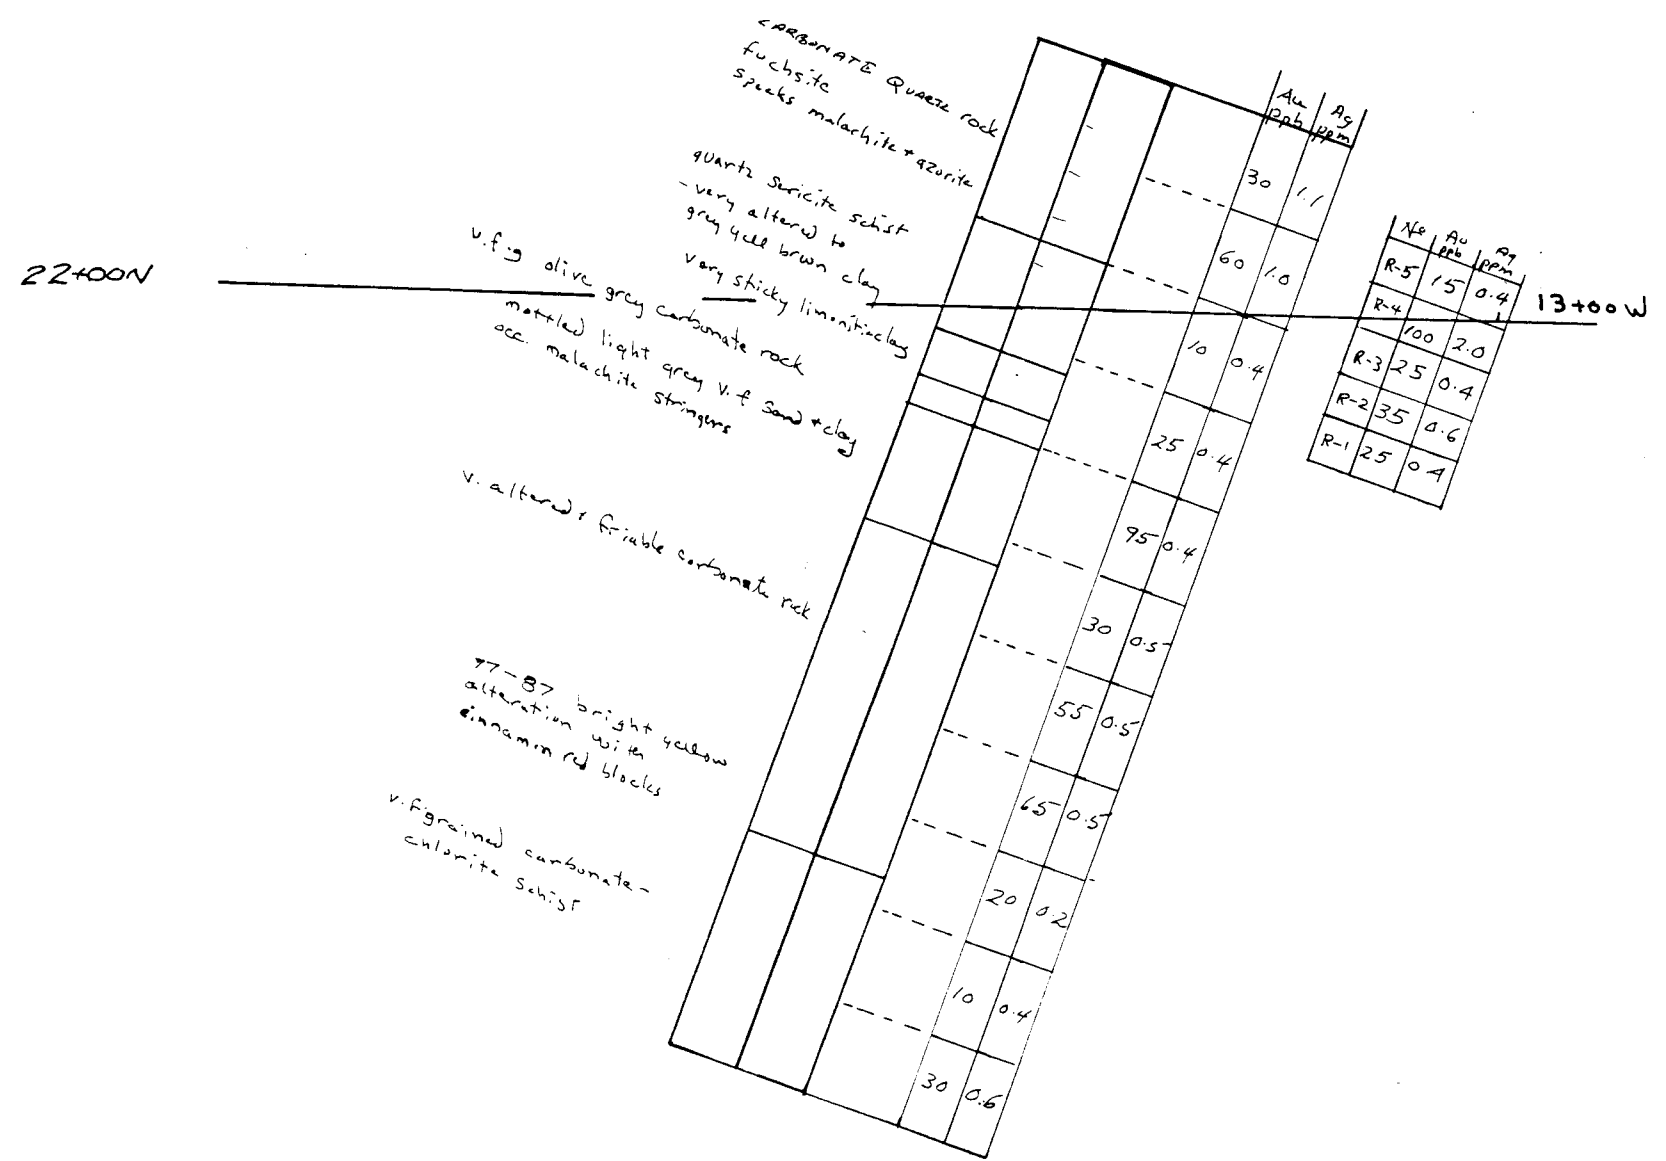 CARBONATE QUARTZ rock
fuchsite
specks malachite + azorite
quartz sericite schist
- very altered to
grey yell brwn clay
very sticky limonitic clay
v.f.g olive grey carbonate rock
mottled light grey v.f sand + clay
occ. malachite stringers
v. altered + friable carbonate rock
77-87 bright yellow
alteration with
cinnamon red blocks
v.f.grained carbonate-
chlorite schist
22+00N
13+00W
Au ppb Ag ppm
30 1.1
60 1.0
10 0.4
25 0.4
95 0.4
30 0.5
55 0.5
65 0.5
20 0.2
10 0.4
30 0.6
No Au ppb Ag ppm
R-5 15 0.4
R-4 100 2.0
R-3 25 0.4
R-2 35 0.6
R-1 25 0.4